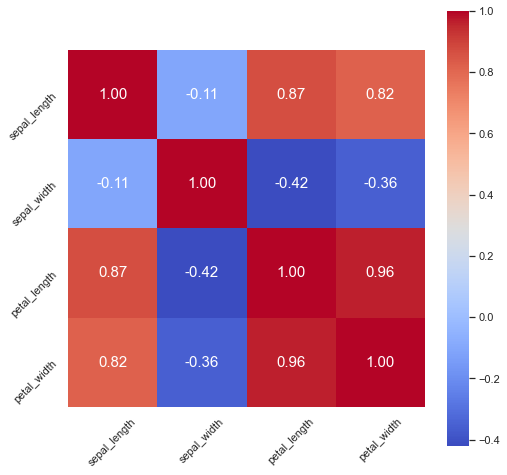 1.0
sepal_length 1.00 -0.11 0.87 0.82
0.8
0.6
sepal_width -0.11 1.00 -0.42 -0.36
0.4
0.2
petal_length 0.87 -0.42 1.00 0.96
0.0
petal_width 0.82 -0.36 0.96 1.00
−0.2
−0.4
sepal_length sepal_width petal_length petal_width